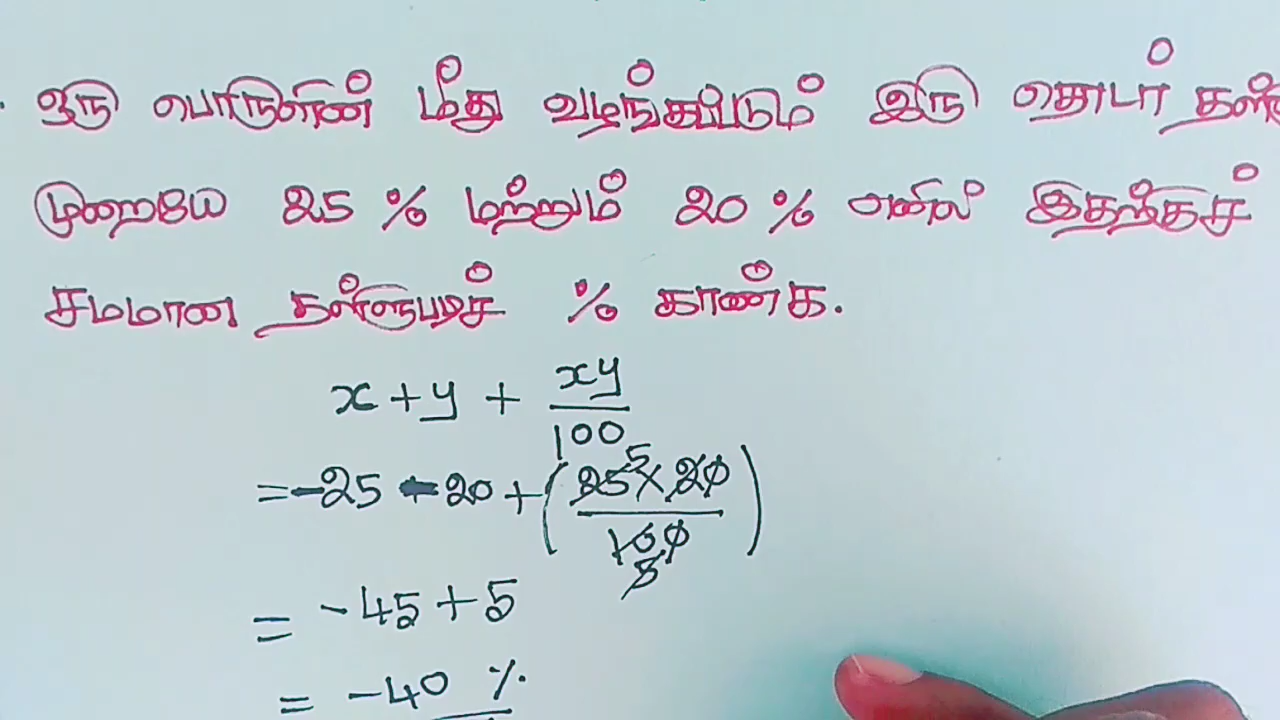 ஒரு பொருளின் மீது வழங்கப்படும் இரு தொடர்
முறையே 25 % மற்றும் 20 % எனில் இதற்குச்
சமமான தள்ளுபடிச் % காண்க.
x + y + xy/100
= -25 - 20 + (25 x 20 / 100)
= -45 + 5
= -40 %